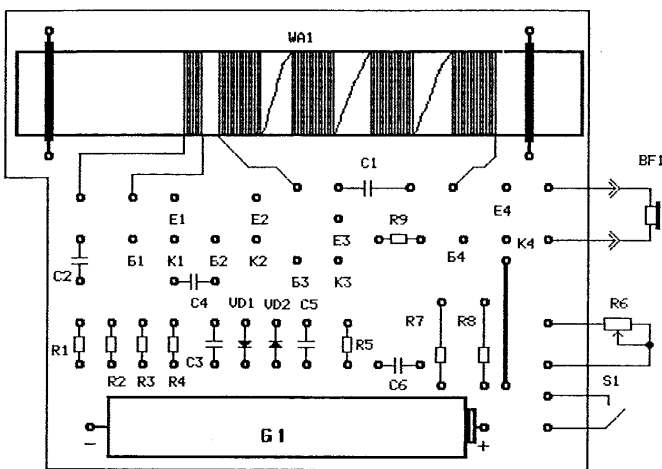 WA1
C1
BF1
E1
E2
E4
E3
R9
C2
Б1
K1
Б2
K2
Б4
K4
Б3
K3
C4
VD1
VD2
C5
R7
R8
R6
R1
R2
R3
R4
C3
R5
C6
S1
- G1 +